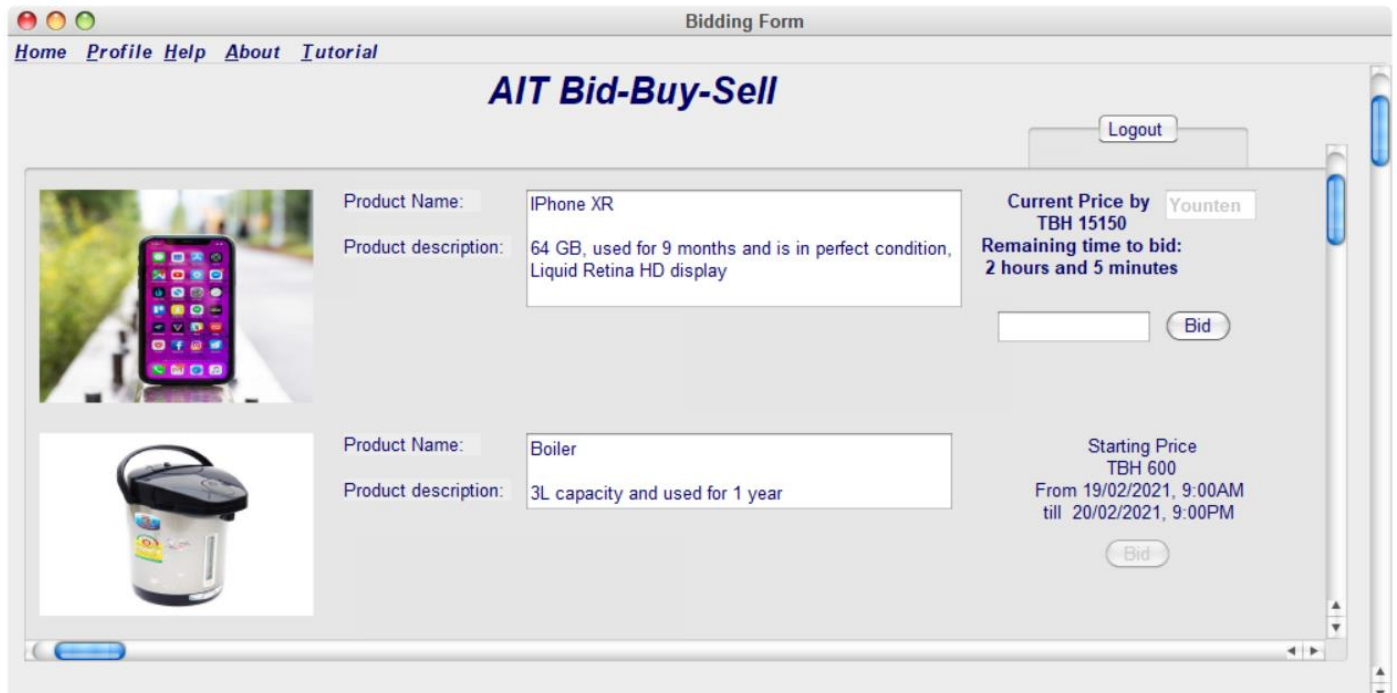 Bidding Form
Home Profile Help About Tutorial
AIT Bid-Buy-Sell
Logout
Product Name:
IPhone XR
Product description:
64 GB, used for 9 months and is in perfect condition,
Liquid Retina HD display
Current Price by Younten
TBH 15150
Remaining time to bid:
2 hours and 5 minutes
Bid
Product Name:
Boiler
Product description:
3L capacity and used for 1 year
Starting Price
TBH 600
From 19/02/2021, 9:00AM
till 20/02/2021, 9:00PM
Bid